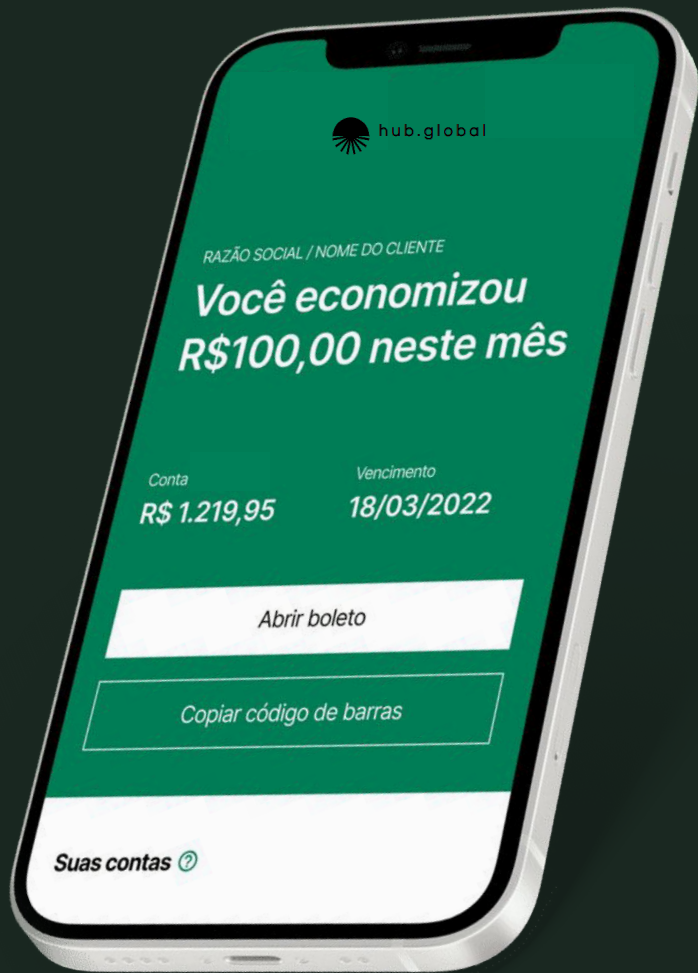 hub.global
RAZÃO SOCIAL / NOME DO CLIENTE
Você economizou
R$100,00 neste mês
Conta
Vencimento
R$ 1.219,95
18/03/2022
Abrir boleto
Copiar código de barras
Suas contas ?